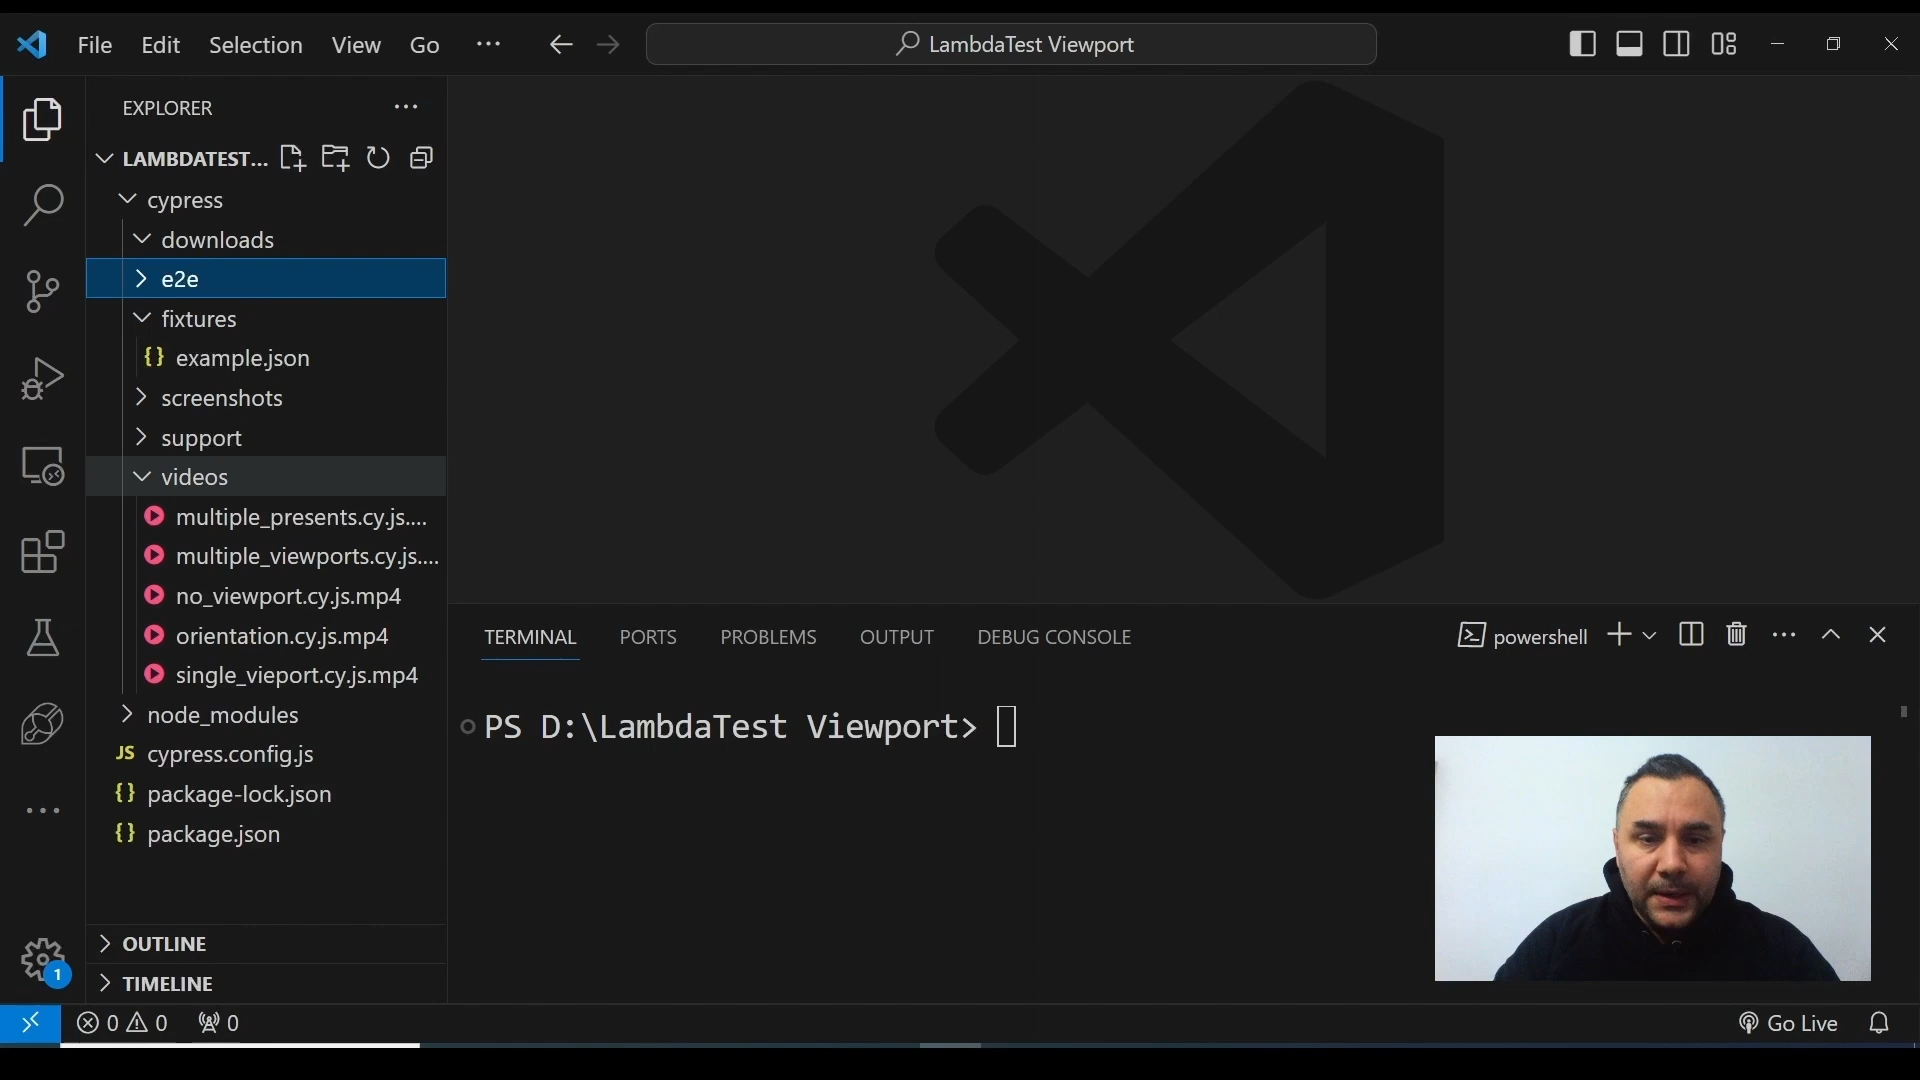 File Edit Selection View Go ··· LambdaTest Viewport
EXPLORER
LAMBDATEST...
cypress
downloads
e2e
fixtures
{} example.json
screenshots
support
videos
multiple_presents.cy.js....
multiple_viewports.cy.js....
no_viewport.cy.js.mp4
orientation.cy.js.mp4
single_vieport.cy.js.mp4
node_modules
JS cypress.config.js
{} package-lock.json
{} package.json
OUTLINE
TIMELINE
TERMINAL PORTS PROBLEMS OUTPUT DEBUG CONSOLE powershell
PS D:\LambdaTest Viewport>
1
0 0 0 Go Live